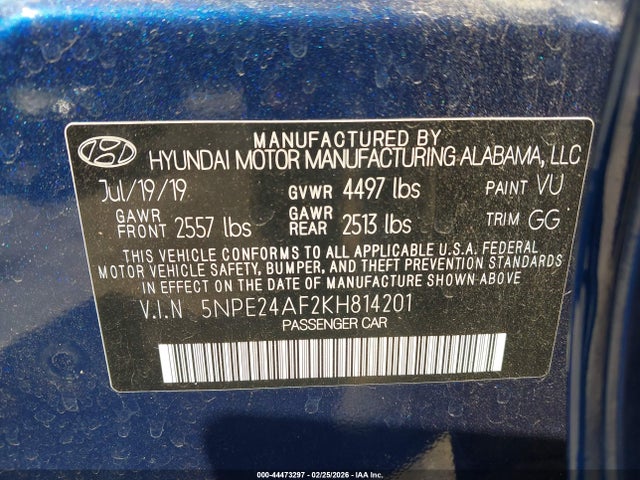 MANUFACTURED BY
HYUNDAI MOTOR MANUFACTURING ALABAMA, LLC
Jul/19/19 GVWR 4497 lbs PAINT VU
GAWR FRONT 2557 lbs GAWR REAR 2513 lbs TRIM GG
THIS VEHICLE CONFORMS TO ALL APPLICABLE U.S.A. FEDERAL
MOTOR VEHICLE SAFETY, BUMPER, AND THEFT PREVENTION STANDARDS
IN EFFECT ON THE DATE OF MANUFACTURE SHOWN ABOVE
V.I.N 5NPE24AF2KH814201
PASSENGER CAR
000-44473297 - 02/25/2026 - IAA Inc.